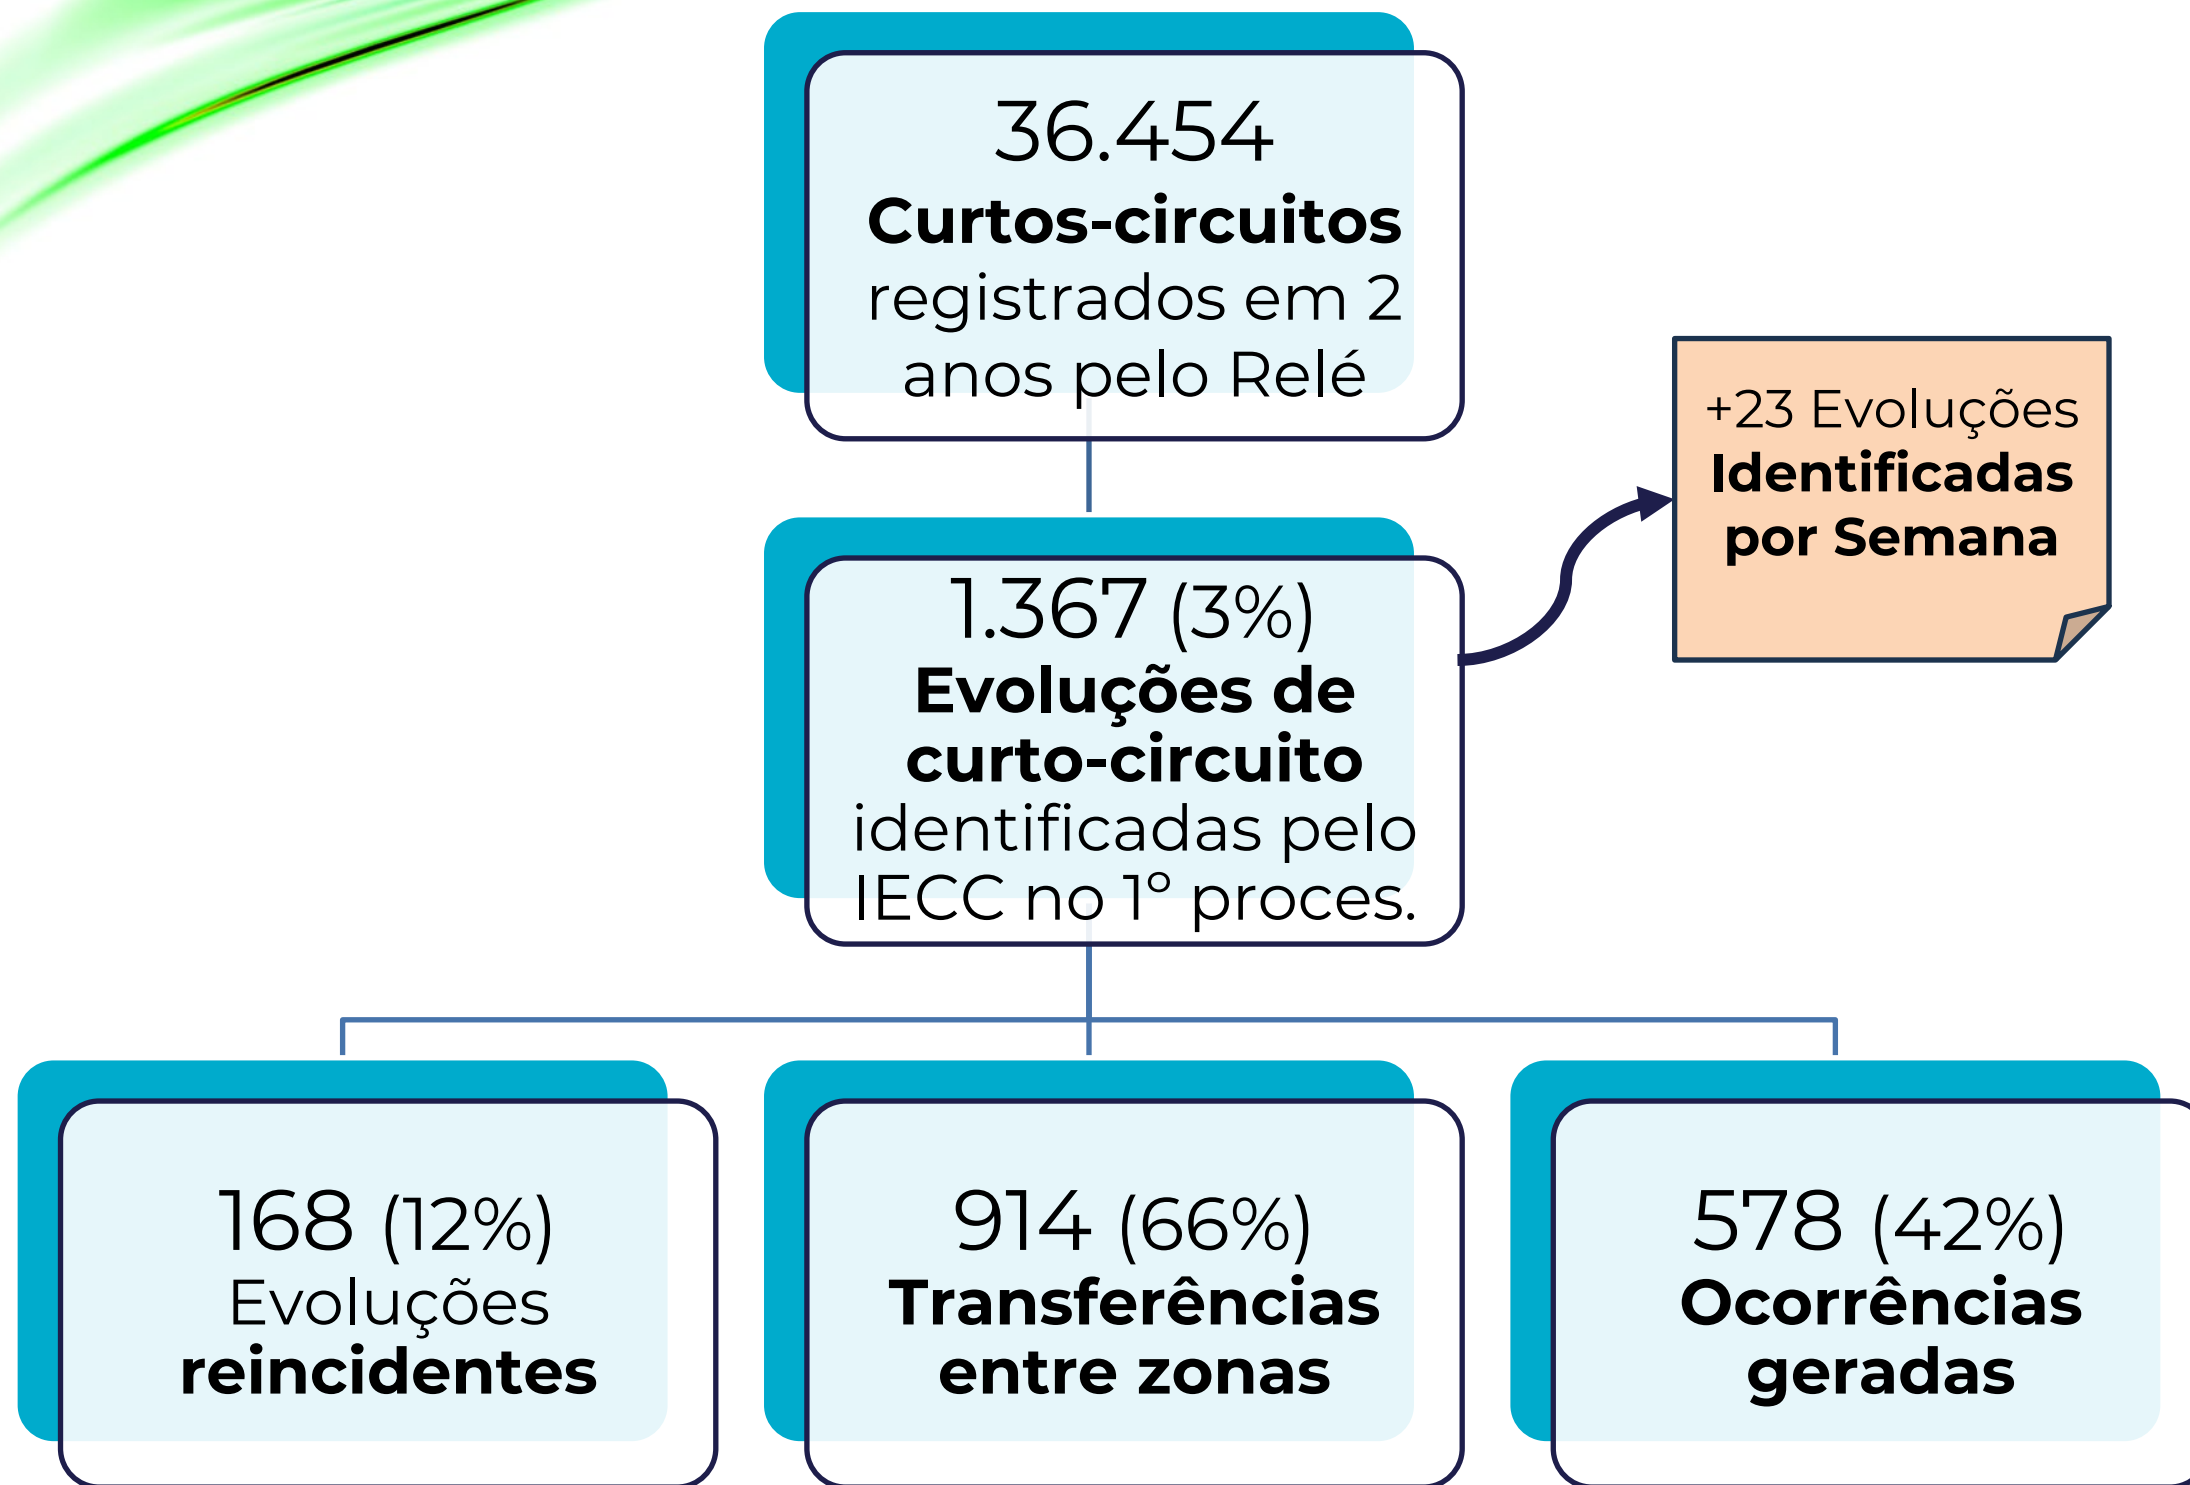 36.454
Curtos-circuitos
registrados em 2
anos pelo Relé
+23 Evoluções
Identificadas
por Semana
1.367 (3%)
Evoluções de
curto-circuito
identificadas pelo
IECC no 1º proces.
168 (12%)
Evoluções
reincidentes
914 (66%)
Transferências
entre zonas
578 (42%)
Ocorrências
geradas